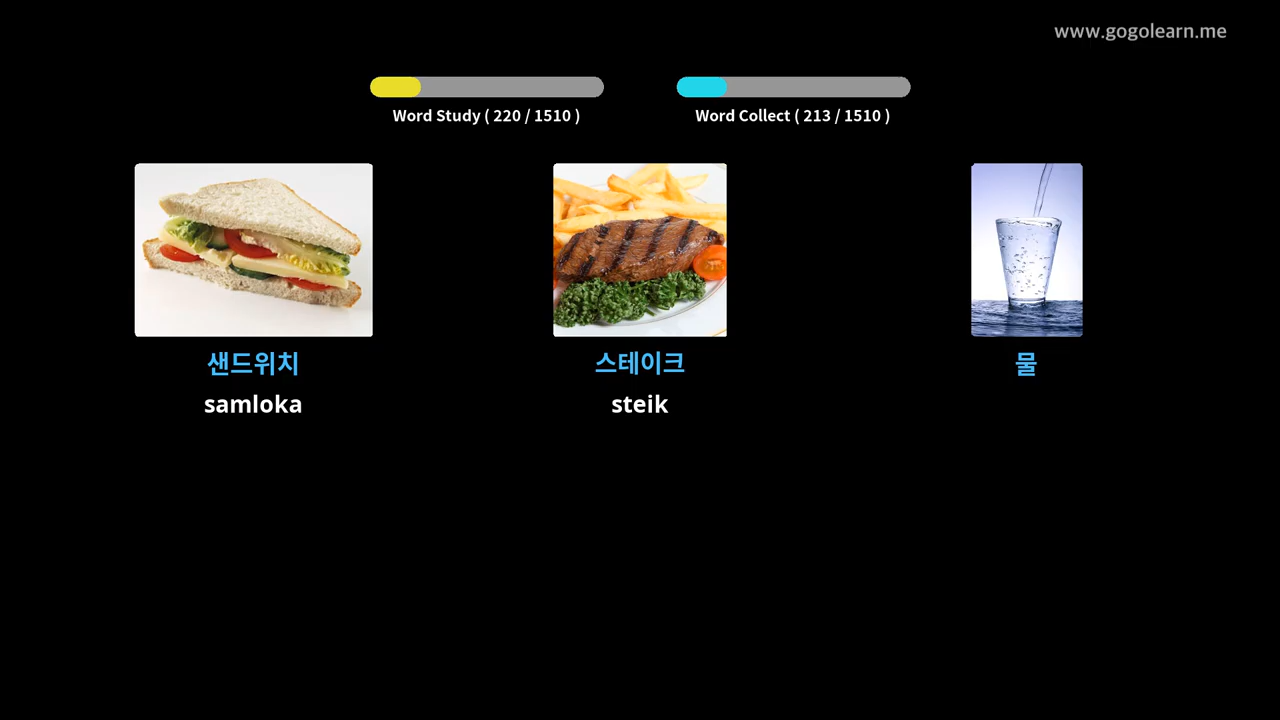 www.gogolearn.me
Word Study ( 220 / 1510 )
Word Collect ( 213 / 1510 )
샌드위치
스테이크
물
samloka
steik